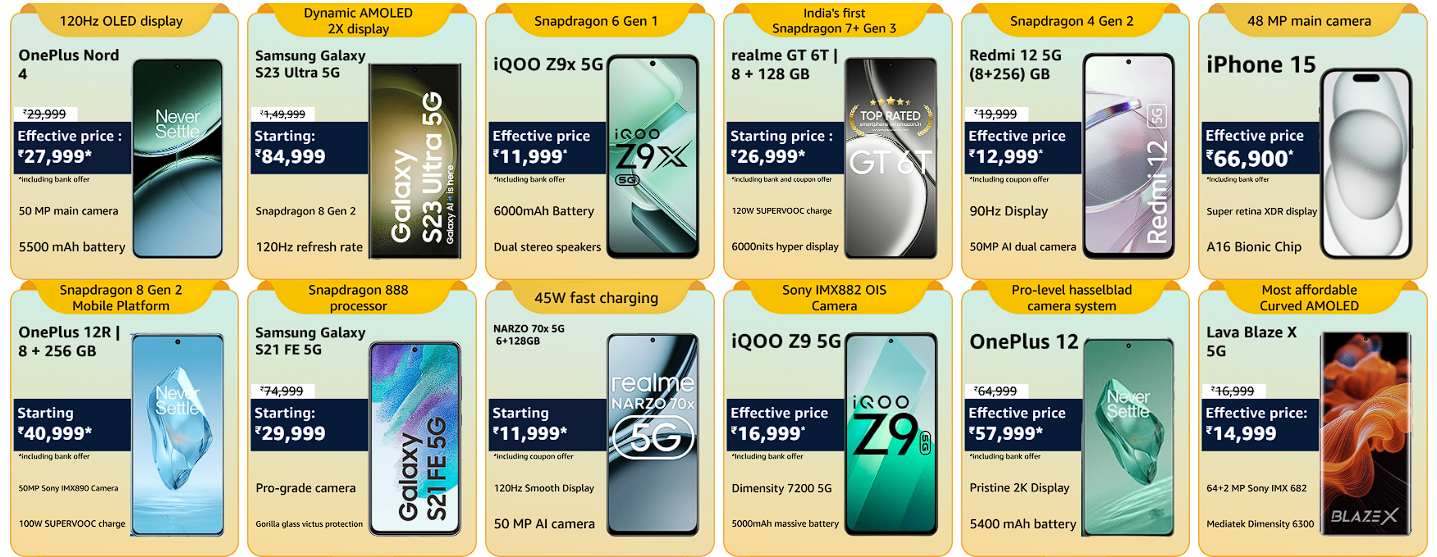 120Hz OLED display
OnePlus Nord
4
₹29,999
Effective price :
₹27,999*
*including bank offer
50 MP main camera
5500 mAh battery
Never
Settle
Dynamic AMOLED
2X display
Samsung Galaxy
S23 Ultra 5G
₹1,49,999
Starting:
₹84,999
Snapdragon 8 Gen 2
120Hz refresh rate
Galaxy
S23 Ultra 5G
Galaxy AI is here
Snapdragon 6 Gen 1
iQOO Z9x 5G
Effective price
₹11,999*
*Including bank offer
6000mAh Battery
Dual stereo speakers
iQOO
Z9X
5G
India's first
Snapdragon 7+ Gen 3
realme GT 6T |
8 + 128 GB
Starting price :
₹26,999*
*including bank and coupon offer
120W SUPERVOOC charge
6000nits hyper display
TOP RATED
smartphone on amazon.in
GT 6T
Snapdragon 4 Gen 2
Redmi 12 5G
(8+256) GB
₹19,999
Effective price
₹12,999*
*Including coupon offer
90Hz Display
50MP AI dual camera
Redmi 12 5G
48 MP main camera
iPhone 15
Effective price
₹66,900*
*Including bank offer
Super retina XDR display
A16 Bionic Chip
Snapdragon 8 Gen 2
Mobile Platform
OnePlus 12R |
8 + 256 GB
Starting
₹40,999*
*Including bank offer
50MP Sony IMX890 Camera
100W SUPERVOOC charge
Never
Settle
Snapdragon 888
processor
Samsung Galaxy
S21 FE 5G
₹74,999
Starting:
₹29,999
Pro-grade camera
Gorilla glass victus protection
Galaxy
S21 FE 5G
45W fast charging
NARZO 70x 5G
6+128GB
Starting
₹11,999*
*Including coupon offer
120Hz Smooth Display
50 MP AI camera
realme
NARZO 70x
5G
Sony IMX882 OIS
Camera
iQOO Z9 5G
Effective price
₹16,999*
*Including bank offer
Dimensity 7200 5G
5000mAh massive battery
iQOO
Z9 5G
Pro-level hasselblad
camera system
OnePlus 12
₹64,999
Effective price
₹57,999*
*Including bank offer
Pristine 2K Display
5400 mAh battery
Never
Settle
Most affordable
Curved AMOLED
Lava Blaze X
5G
₹16,999
Effective price:
₹14,999
64+2 MP Sony IMX 682
Mediatek Dimensity 6300
BLAZE X